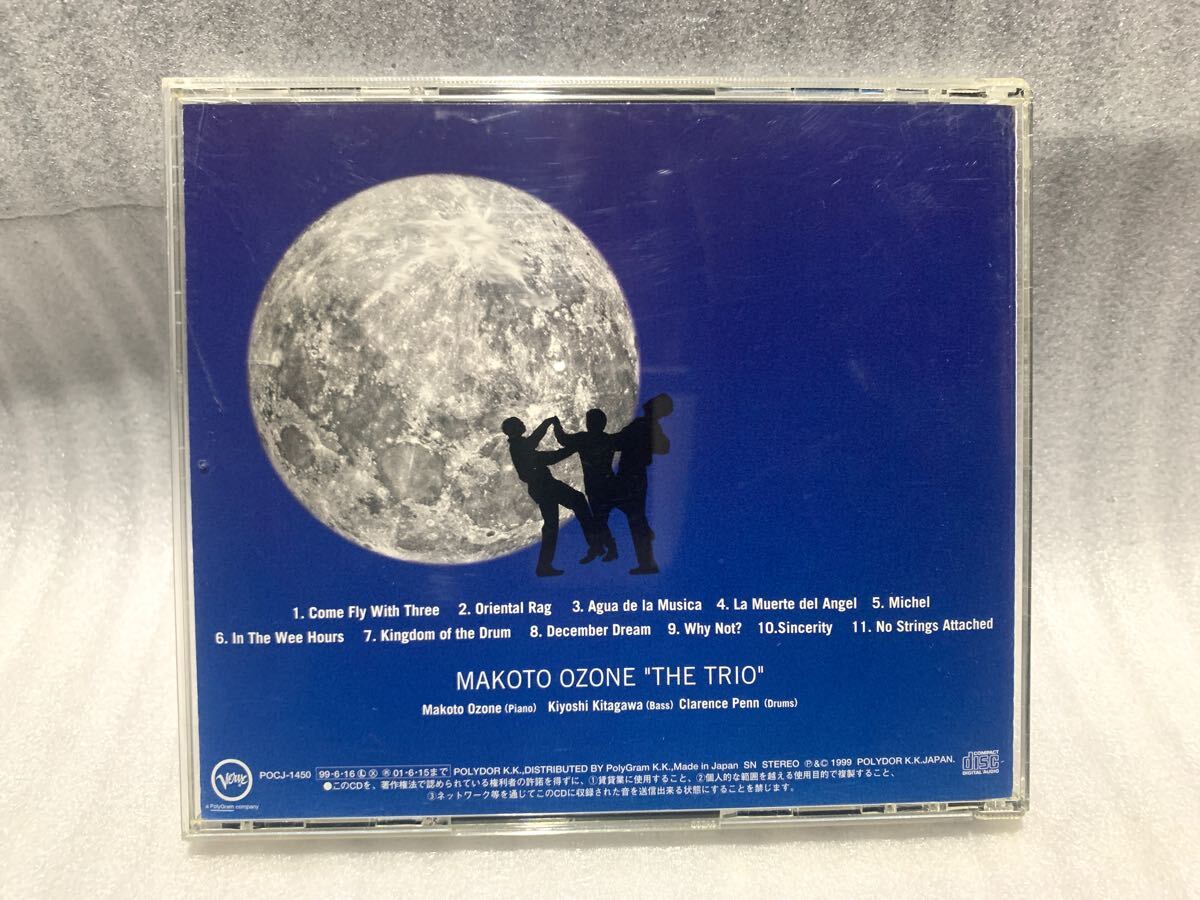 1. Come Fly With Three 2. Oriental Rag 3. Agua de la Musica 4. La Muerte del Angel 5. Michel
6. In The Wee Hours 7. Kingdom of the Drum 8. December Dream 9. Why Not? 10.Sincerity 11. No Strings Attached
MAKOTO OZONE "THE TRIO"
Makoto Ozone (Piano) Kiyoshi Kitagawa (Bass) Clarence Penn (Drums)
Verve
a PolyGram company
POCJ-1450 99·6·16 Ⓛ Ⓧ Ⓡ 01·6·15まで POLYDOR K.K.,DISTRIBUTED BY PolyGram K.K.,Made in Japan SN STEREO ℗&© 1999 POLYDOR K.K.JAPAN.
●このCDを、著作権法で認められている権利者の許諾を得ずに、①賃貸業に使用すること、②個人的な範囲を越える使用目的で複製すること、
③ネットワーク等を通じてこのCDに収録された音を送信出来る状態にすることを禁じます。
COMPACT
disc
DIGITAL AUDIO